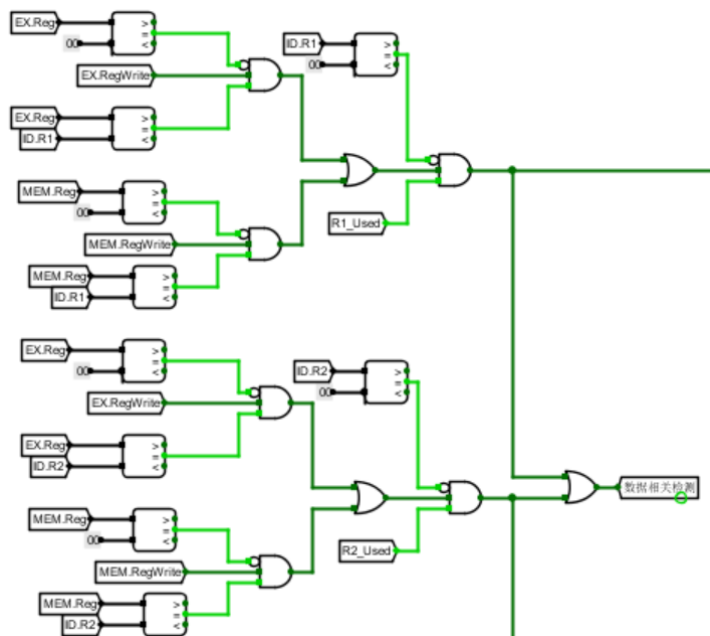 EX.Reg
00
EX.RegWrite
EX.Reg
ID.R1
MEM.Reg
00
MEM.RegWrite
MEM.Reg
ID.R1
ID.R1
00
R1_Used
EX.Reg
00
EX.RegWrite
EX.Reg
ID.R2
MEM.Reg
00
MEM.RegWrite
MEM.Reg
ID.R2
ID.R2
00
R2_Used
数据相关检测
>
=
<
>
=
<
>
=
<
>
=
<
>
=
<
>
=
<
>
=
<
>
=
<
>
=
<
>
=
<